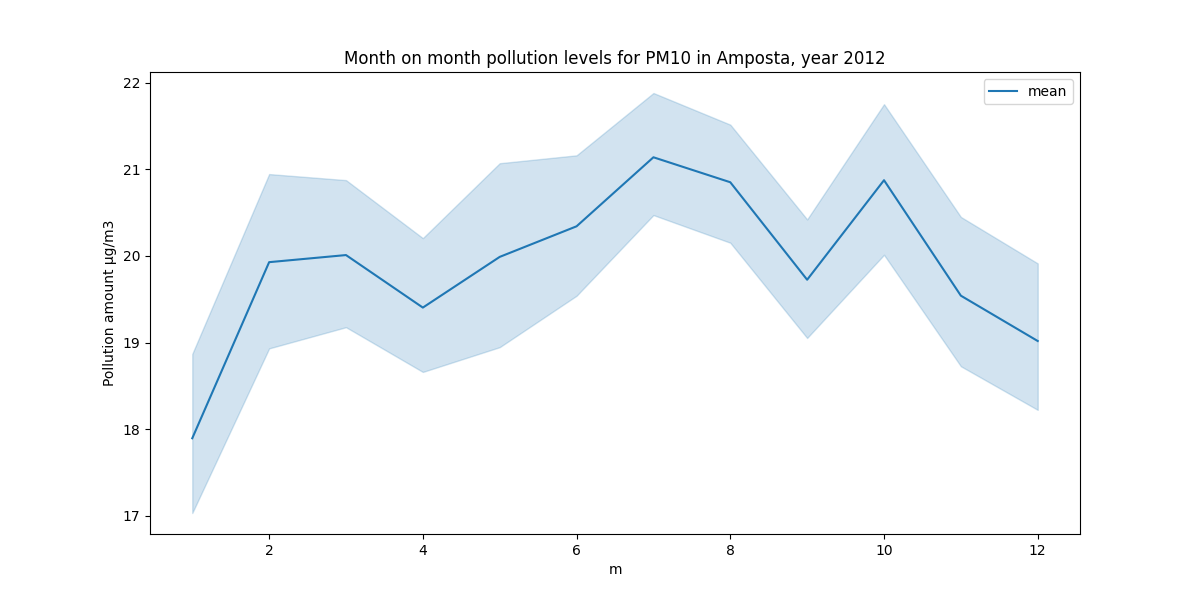 Month on month pollution levels for PM10 in Amposta, year 2012
mean
22
21
20
19
18
17
Pollution amount µg/m3
2 4 6 8 10 12
m